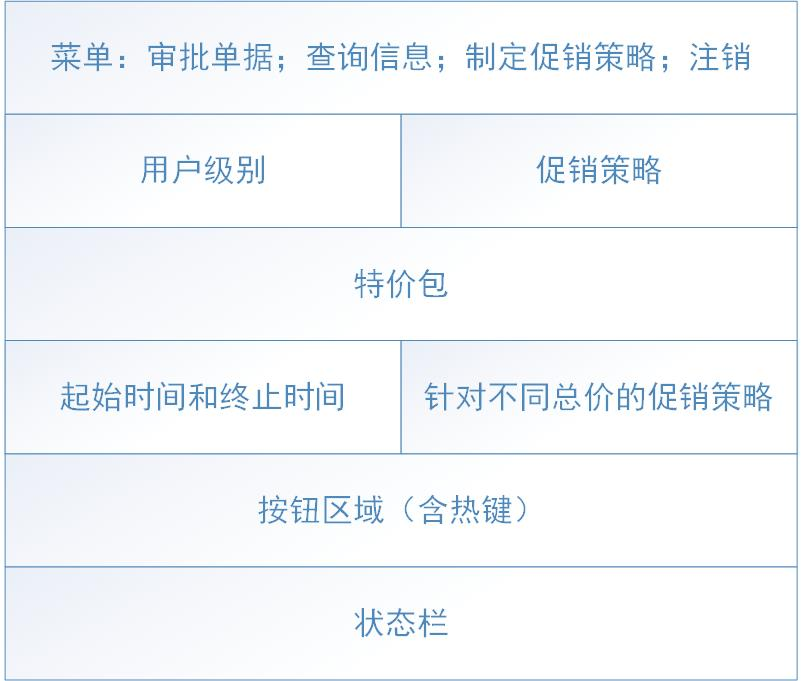 菜单：审批单据；查询信息；制定促销策略；注销
用户级别
促销策略
特价包
起始时间和终止时间
针对不同总价的促销策略
按钮区域（含热键）
状态栏